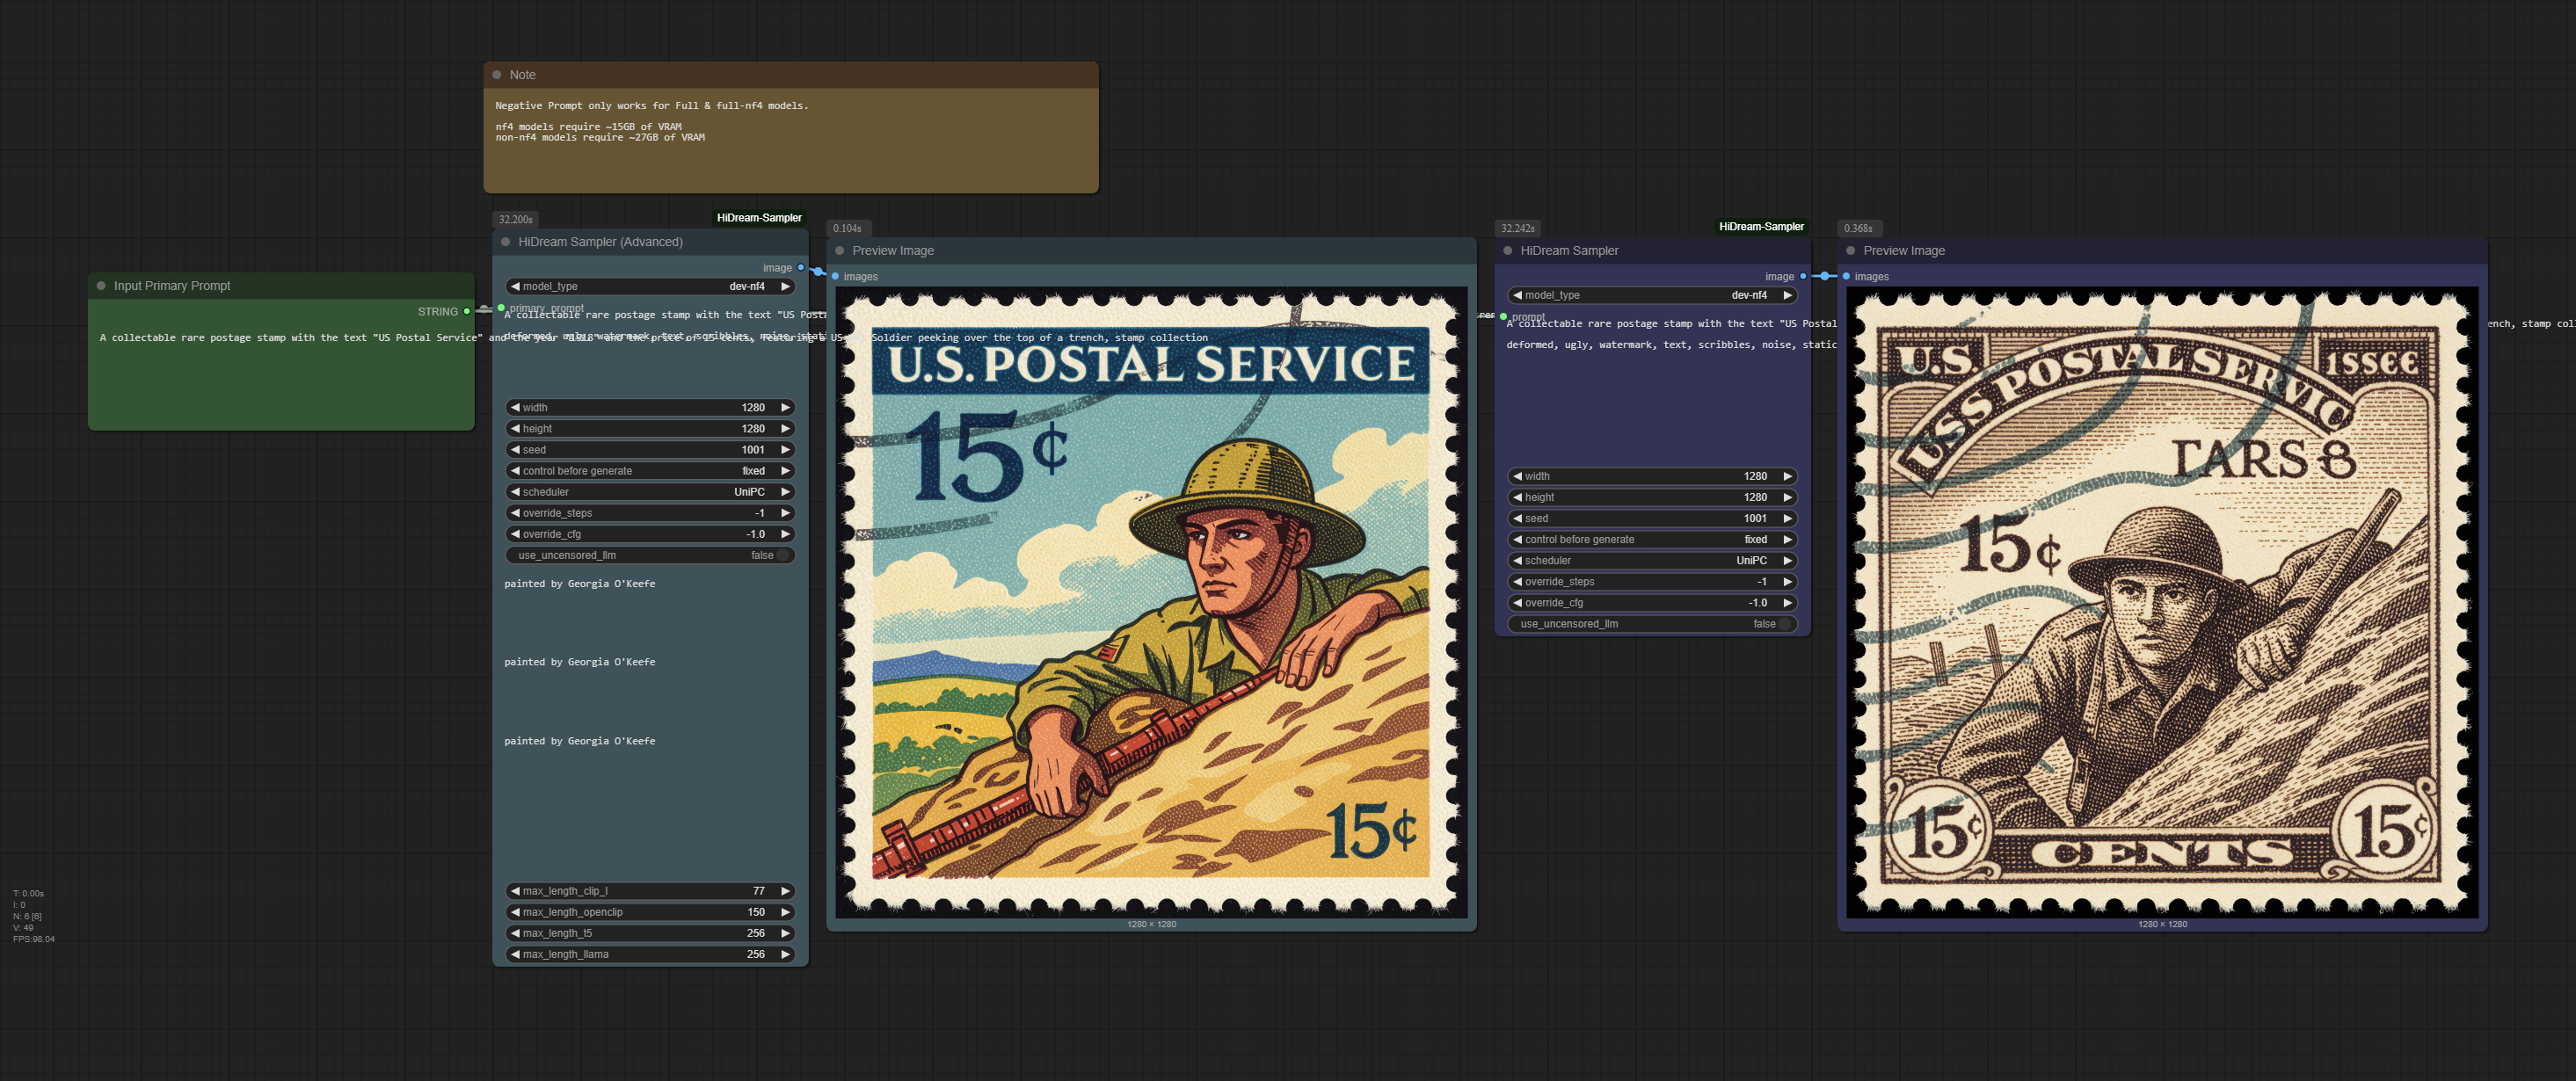 Note
Negative Prompt only works for Full & full-nf4 models.
nf4 models require ~15GB of VRAM
non-nf4 models require ~27GB of VRAM
Input Primary Prompt
STRING
A collectable rare postage stamp with the text "US Postal Service" and the year "1918" and the price of 15 cents, featuring a US Soldier peeking over the top of a trench, stamp collection
32.200s
HiDream-Sampler
HiDream Sampler (Advanced)
image
model_type dev-nf4
primary_prompt
A collectable rare postage stamp with the text "US
deformed, ugly, watermark, text, scribbles, noise,
width 1280
height 1280
seed 1001
control before generate fixed
scheduler UniPC
override_steps -1
override_cfg -1.0
use_uncensored_llm false
painted by Georgia O'Keefe
painted by Georgia O'Keefe
painted by Georgia O'Keefe
max_length_clip_l 77
max_length_openclip 150
max_length_t5 256
max_length_llama 256
0.104s
Preview Image
images
U.S. POSTAL SERVICE
15¢
15¢
1280 × 1280
32.242s
HiDream-Sampler
HiDream Sampler
image
model_type dev-nf4
prompt
A collectable rare postage stamp with the text "US Postal
deformed, ugly, watermark, text, scribbles, noise, static
width 1280
height 1280
seed 1001
control before generate fixed
scheduler UniPC
override_steps -1
override_cfg -1.0
use_uncensored_llm false
0.368s
Preview Image
images
ench, stamp coll
U.S.
ISSEE
U.S POSTAL SERVIC
TARS 8
15¢
15¢
CENTS
15¢
1280 × 1280
T: 0.00s
I: 0
N: 6 [6]
V: 49
FPS:98.04